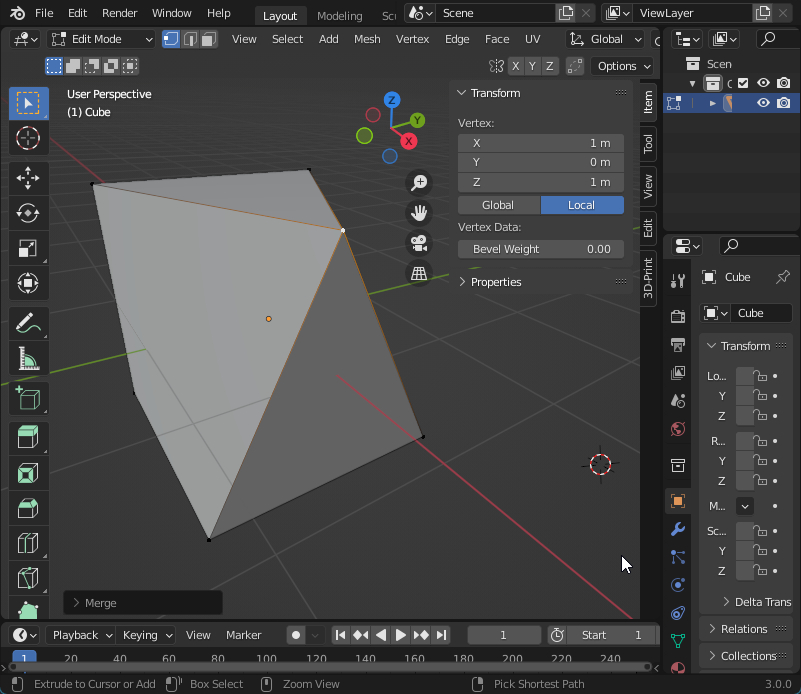 File Edit Render Window Help Layout Modeling Sc Scene ViewLayer
Edit Mode View Select Add Mesh Vertex Edge Face UV Global
X Y Z Options
User Perspective
(1) Cube
Z
Y
X
Transform
Vertex:
X 1 m
Y 0 m
Z 1 m
Global Local
Vertex Data:
Bevel Weight 0.00
Properties
Item
Tool
View
Edit
3D-Print
Scen
C
Cube
Cube
Transform
Lo...
Y
Z
R...
Y
Z
M...
Sc...
Y
Z
Delta Trans
Relations
Collections
Merge
Playback Keying View Marker 1 Start 1
1 20 40 60 80 100 120 140 160 180 200 220 240
Extrude to Cursor or Add Box Select Zoom View Pick Shortest Path 3.0.0